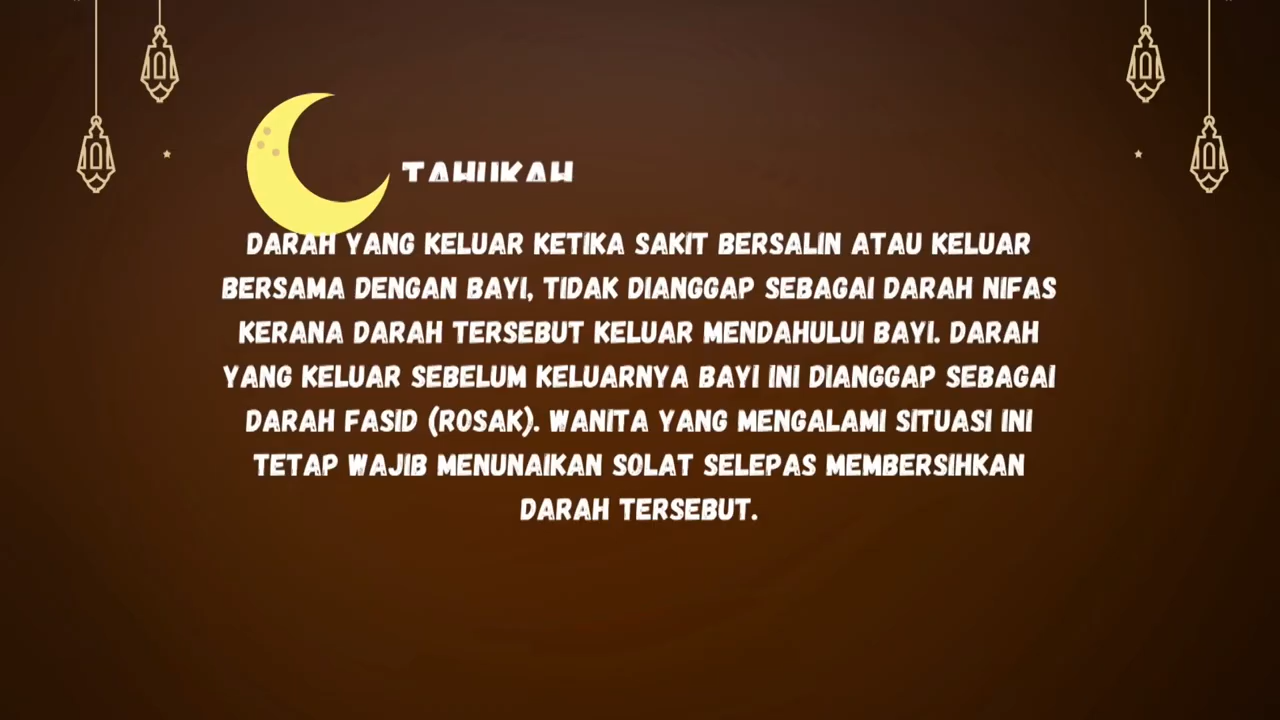 TAHUKAH
DARAH YANG KELUAR KETIKA SAKIT BERSALIN ATAU KELUAR
BERSAMA DENGAN BAYI, TIDAK DIANGGAP SEBAGAI DARAH NIFAS
KERANA DARAH TERSEBUT KELUAR MENDAHULUI BAYI. DARAH
YANG KELUAR SEBELUM KELUARNYA BAYI INI DIANGGAP SEBAGAI
DARAH FASID (ROSAK). WANITA YANG MENGALAMI SITUASI INI
TETAP WAJIB MENUNAIKAN SOLAT SELEPAS MEMBERSIHKAN
DARAH TERSEBUT.